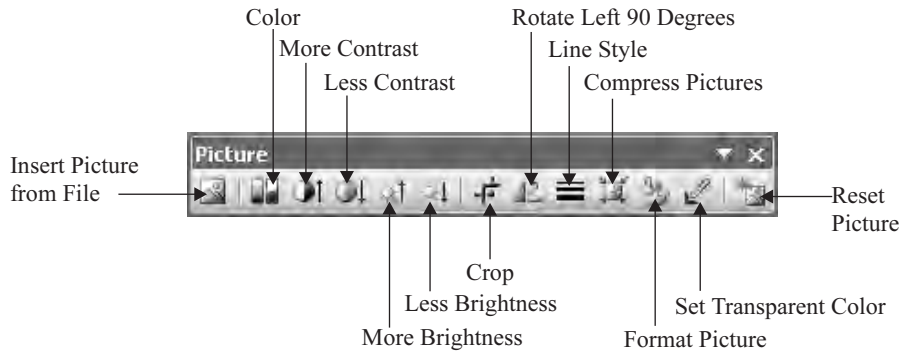 Color
Rotate Left 90 Degrees
More Contrast
Line Style
Less Contrast
Compress Pictures
Picture
Insert Picture
from File
Reset
Picture
Crop
Less Brightness
Set Transparent Color
More Brightness
Format Picture